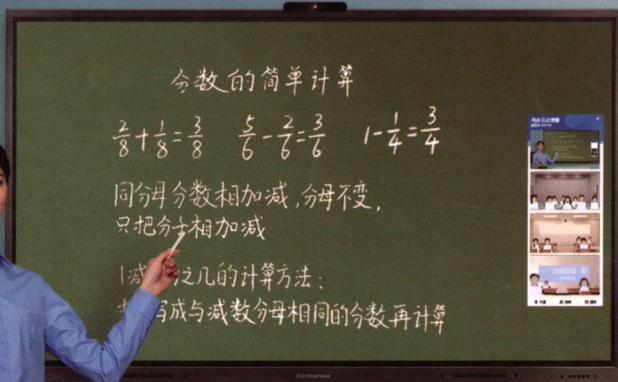 分数的简单计算
2/8+1/8=3/8 5/6-2/6=3/6 1-1/4=3/4
同分母分数相加减,分母不变,
只把分子相加减
1减 之几的计算方法:
写成与减数分母相同的分数再计算